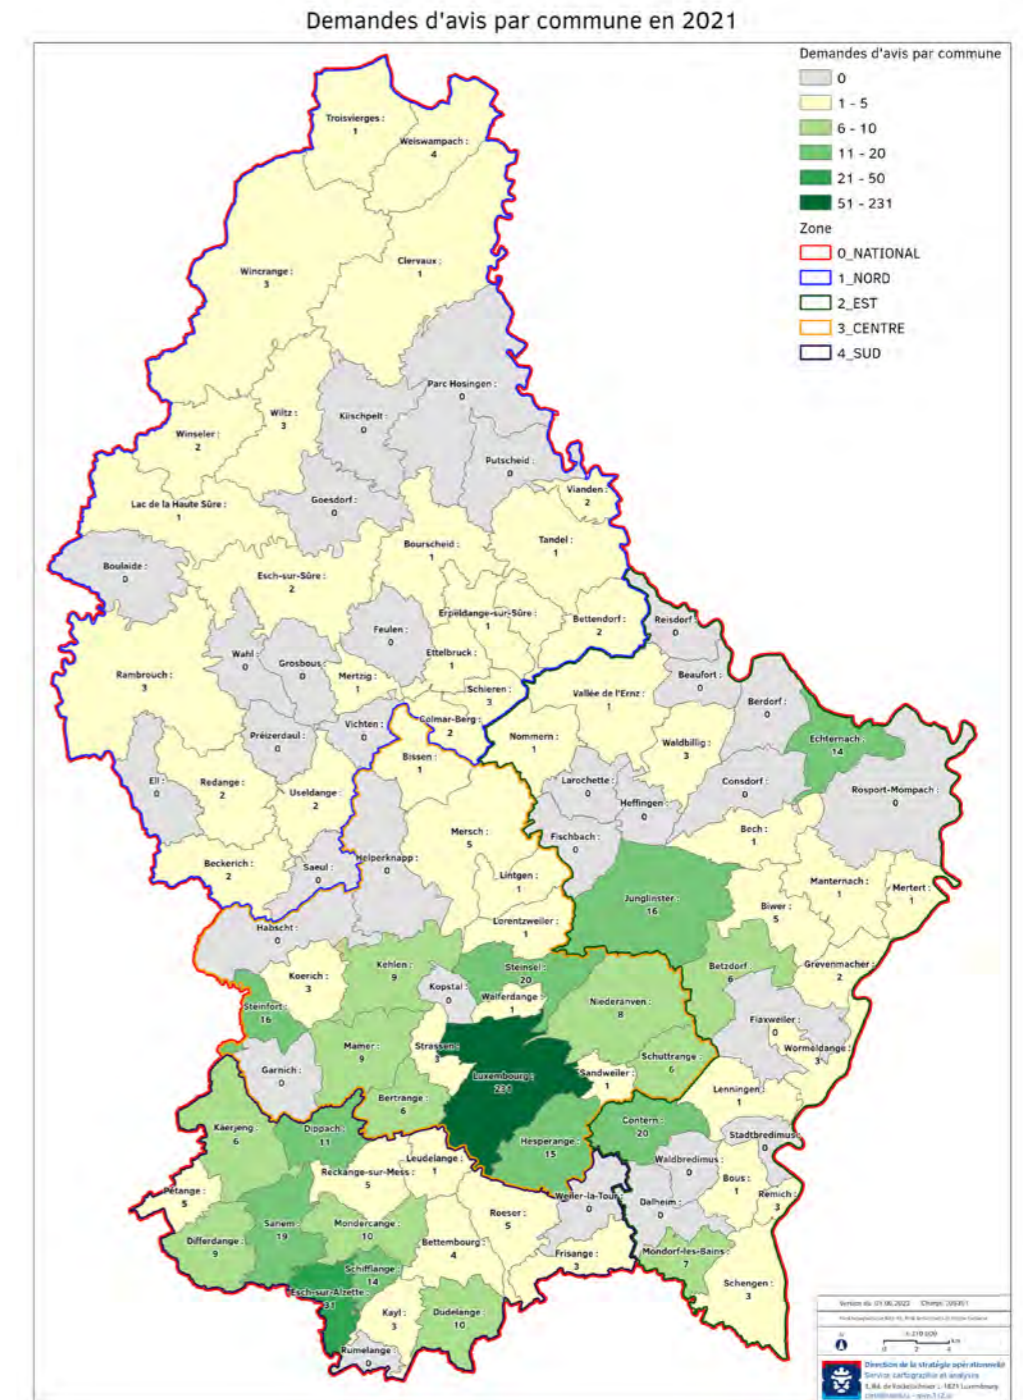 Demandes d'avis par commune en 2021
Demandes d'avis par commune
0
1 - 5
6 - 10
11 - 20
21 - 50
51 - 231
Zone
0_NATIONAL
1_NORD
2_EST
3_CENTRE
4_SUD
Troisvierges :
1
Weiswampach :
4
Wincrange :
3
Clervaux :
1
Parc Hosingen :
0
Wiltz :
3
Kiischpelt :
0
Winseler :
2
Putscheid :
0
Vianden :
2
Goesdorf :
0
Lac de la Haute Sûre :
1
Tandel :
1
Bourscheid :
1
Boulaide :
0
Esch-sur-Sûre :
2
Erpeldange-sur-Sûre :
1
Bettendorf :
2
Reisdorf :
0
Feulen :
0
Wahl :
0
Grosbous :
0
Ettelbruck :
1
Rambrouch :
3
Mertzig :
1
Schieren :
3
Beaufort :
0
Vallée de l'Ernz :
1
Berdorf :
0
Colmar-Berg :
2
Vichten :
0
Préizerdaul :
0
Nommern :
1
Waldbillig :
3
Echternach :
14
Bissen :
1
Ell :
0
Redange :
2
Useldange :
2
Larochette :
0
Consdorf :
0
Rosport-Mompach :
0
Heffingen :
0
Mersch :
5
Fischbach :
0
Bech :
1
Beckerich :
2
Saeul :
0
Helperknapp :
0
Lintgen :
1
Manternach :
1
Mertert :
1
Junglinster :
16
Biwer :
5
Lorentzweiler :
1
Habscht :
0
Kehlen :
9
Steinsel :
20
Betzdorf :
6
Grevenmacher :
2
Koerich :
3
Kopstal :
0
Walferdange :
1
Niederanven :
8
Steinfort :
16
Flaxweiler :
0
Mamer :
9
Strassen :
3
Wormeldange :
3
Schuttrange :
6
Garnich :
0
Luxembourg :
231
Sandweiler :
1
Lenningen :
1
Bertrange :
6
Käerjeng :
6
Dippach :
11
Hesperange :
15
Contern :
20
Stadtbredimus :
0
Leudelange :
1
Waldbredimus :
0
Reckange-sur-Mess :
5
Bous :
1
Pétange :
5
Weiler-la-Tour :
0
Dalheim :
0
Remich :
3
Roeser :
5
Sanem :
19
Mondercange :
10
Differdange :
9
Bettembourg :
4
Frisange :
3
Mondorf-les-Bains :
7
Schifflange :
14
Schengen :
3
Esch-sur-Alzette :
31
Kayl :
3
Dudelange :
10
Rumelange :
0
N
0 2 4
km
Direction de la stratégie opérationnelle
Service cartographie et analyses